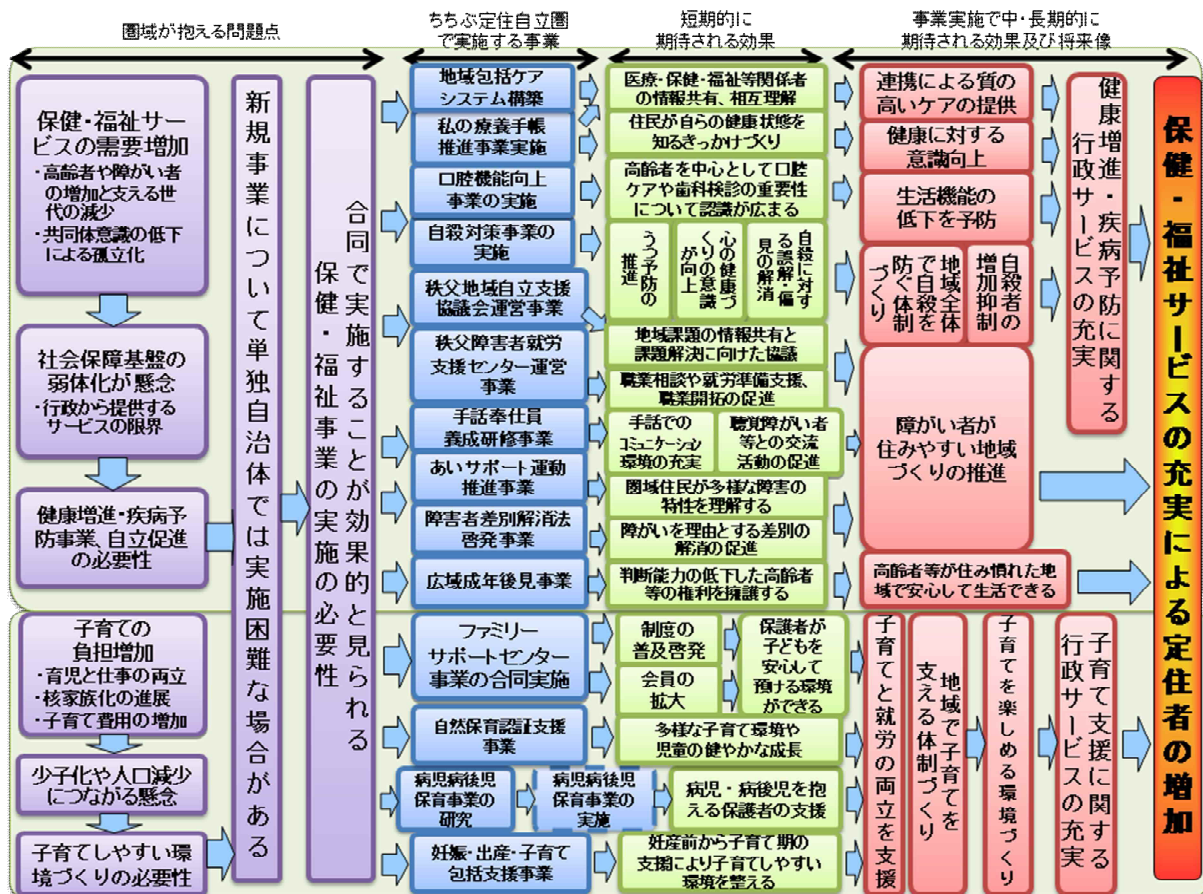 圏域が抱える問題点
ちちぶ定住自立圏
で実施する事業
短期的に
期待される効果
事業実施で中・長期的に
期待される効果及び将来像
保健・福祉サー
ビスの需要増加
・高齢者や障がい者
の増加と支える世
代の減少
・共同体意識の低下
による孤立化
社会保障基盤の
弱体化が懸念
・行政から提供する
サービスの限界
健康増進・疾病予
防事業、自立促進
の必要性
子育ての
負担増加
・育児と仕事の両立
・核家族化の進展
・子育て費用の増加
少子化や人口減少
につながる懸念
子育てしやすい環
境づくりの必要性
新規事業について単独自治体では実施困難な場合がある
合同で実施することが効果的と見られる
保健・福祉事業の実施の必要性
地域包括ケア
システム構築
私の療養手帳
推進事業実施
口腔機能向上
事業の実施
自殺対策事業の
実施
秩父地域自立支援
協議会運営事業
秩父障害者就労
支援センター運営
事業
手話奉仕員
養成研修事業
あいサポート運動
推進事業
障害者差別解消法
啓発事業
広域成年後見事業
ファミリー
サポートセンター
事業の合同実施
自然保育認証支援
事業
病児病後児
保育事業の
研究
病児病後児
保育事業の
実施
妊娠・出産・子育て
包括支援事業
医療・保健・福祉等関係者
の情報共有、相互理解
住民が自らの健康状態を
知るきっかけづくり
高齢者を中心として口腔
ケアや歯科検診の重要性
について認識が広まる
うつ予防の
推進
心の健康づ
くりの意識
が向上
自殺に対す
る誤解・偏
見の解消
地域課題の情報共有と
課題解決に向けた協議
職業相談や就労準備支援、
職業開拓の促進
手話での
コミュニケーション
環境の充実
聴覚障がい者
等との交流
活動の促進
圏域住民が多様な障害の
特性を理解する
障がいを理由とする差別の
解消の促進
判断能力の低下した高齢者
等の権利を擁護する
制度の
普及啓発
会員の
拡大
保護者が
子どもを
安心して
預ける環境
ができる
多様な子育て環境や
児童の健やかな成長
病児・病後児を抱
える保護者の支援
妊産前から子育て期の
支援により子育てしやすい
環境を整える
連携による質の
高いケアの提供
健康に対する
意識向上
生活機能の
低下を予防
地域全体
で自殺を
防ぐ体制
づくり
自殺者の
増加抑制
障がい者が
住みやすい地域
づくりの推進
高齢者等が住み慣れた地
域で安心して生活できる
健康増進・疾病予防に関する
行政サービスの充実
子育てと就労の両立を支援
地域で子育てを
支える体制づくり
子育てを楽しめる環境づくり
子育て支援に関する
行政サービスの充実
保健・福祉サービスの充実による定住者の増加